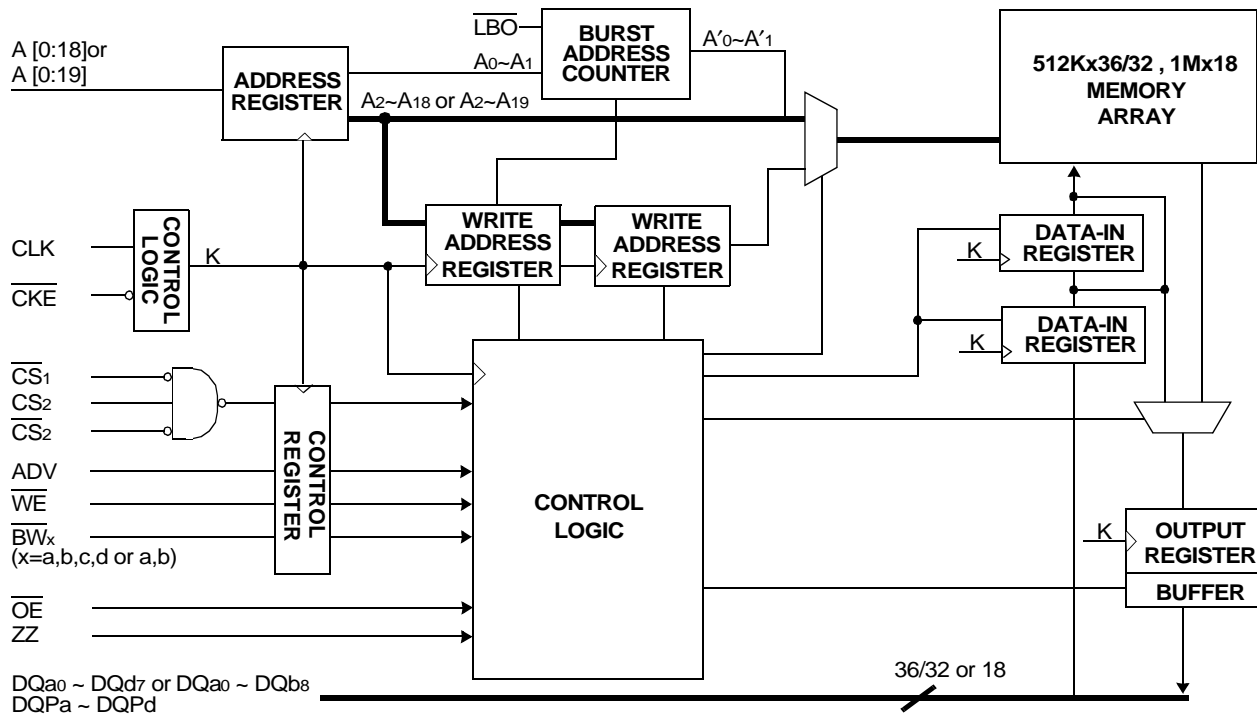 A [0:18]or
A [0:19]
ADDRESS
REGISTER
LBO
A0~A1
BURST
ADDRESS
COUNTER
A′0~A′1
A2~A18 or A2~A19
512Kx36/32 , 1Mx18
MEMORY
ARRAY
CLK
CKE
CONTROL
LOGIC
K
WRITE
ADDRESS
REGISTER
WRITE
ADDRESS
REGISTER
K
DATA-IN
REGISTER
K
DATA-IN
REGISTER
CS1
CS2
CS2
ADV
WE
BWx
(x=a,b,c,d or a,b)
OE
ZZ
CONTROL
REGISTER
CONTROL
LOGIC
K
OUTPUT
REGISTER
BUFFER
DQa0 ~ DQd7 or DQa0 ~ DQb8
DQPa ~ DQPd
36/32 or 18